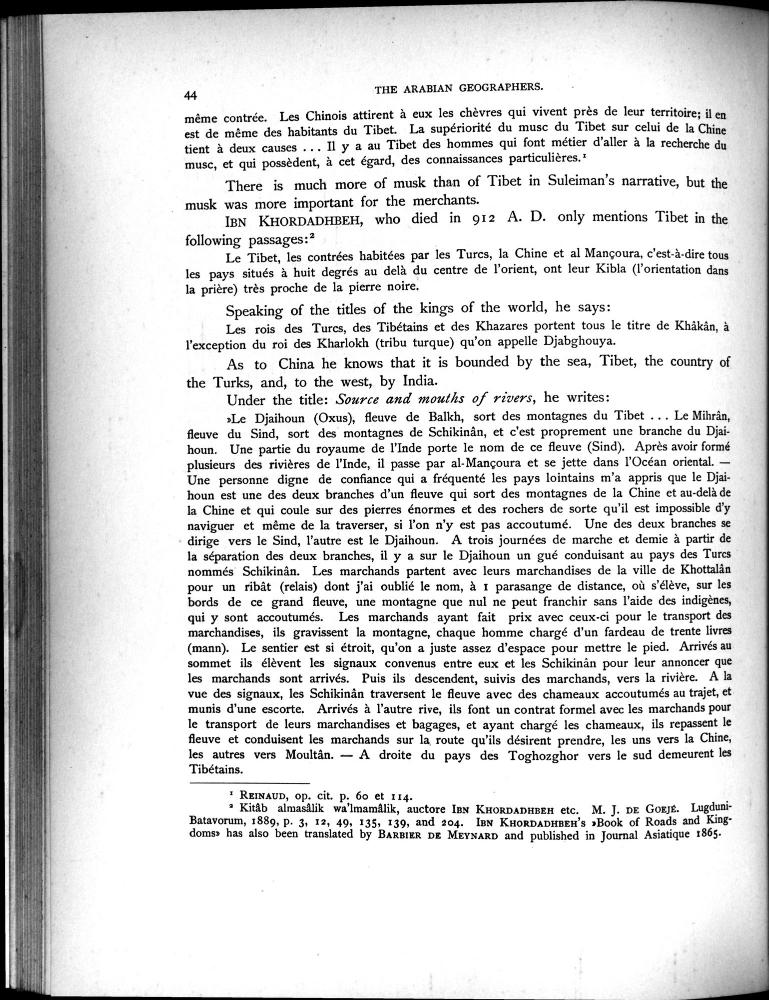 44
THE ARABIAN GEOGRAPHERS.
même contrée. Les Chinois attirent à eux les chèvres qui vivent près de leur territoire; il en
est de même des habitants du Tibet. La supériorité du musc du Tibet sur celui de la Chine
tient à deux causes ... Il y a au Tibet des hommes qui font métier d'aller à la recherche du
musc, et qui possèdent, à cet égard, des connaissances particulières.¹
There is much more of musk than of Tibet in Suleiman's narrative, but the
musk was more important for the merchants.
IBN KHORDADHBEH, who died in 912 A. D. only mentions Tibet in the
following passages:²
Le Tibet, les contrées habitées par les Turcs, la Chine et al Mançoura, c'est-à-dire tous
les pays situés à huit degrés au delà du centre de l'orient, ont leur Kibla (l'orientation dans
la prière) très proche de la pierre noire.
Speaking of the titles of the kings of the world, he says:
Les rois des Turcs, des Tibétains et des Khazares portent tous le titre de Khâkân, à
l'exception du roi des Kharlokh (tribu turque) qu'on appelle Djabghouya.
As to China he knows that it is bounded by the sea, Tibet, the country of
the Turks, and, to the west, by India.
Under the title: Source and mouths of rivers, he writes:
»Le Djaihoun (Oxus), fleuve de Balkh, sort des montagnes du Tibet ... Le Mihrân,
fleuve du Sind, sort des montagnes de Schikinân, et c'est proprement une branche du Djai-
houn. Une partie du royaume de l'Inde porte le nom de ce fleuve (Sind). Après avoir formé
plusieurs des rivières de l'Inde, il passe par al-Mançoura et se jette dans l'Océan oriental. —
Une personne digne de confiance qui a fréquenté les pays lointains m'a appris que le Djai-
houn est une des deux branches d'un fleuve qui sort des montagnes de la Chine et au-delà de
la Chine et qui coule sur des pierres énormes et des rochers de sorte qu'il est impossible d'y
naviguer et même de la traverser, si l'on n'y est pas accoutumé. Une des deux branches se
dirige vers le Sind, l'autre est le Djaihoun. A trois journées de marche et demie à partir de
la séparation des deux branches, il y a sur le Djaihoun un gué conduisant au pays des Turcs
nommés Schikinân. Les marchands partent avec leurs marchandises de la ville de Khottalân
pour un ribât (relais) dont j'ai oublié le nom, à 1 parasange de distance, où s'élève, sur les
bords de ce grand fleuve, une montagne que nul ne peut franchir sans l'aide des indigènes,
qui y sont accoutumés. Les marchands ayant fait prix avec ceux-ci pour le transport des
marchandises, ils gravissent la montagne, chaque homme chargé d'un fardeau de trente livres
(mann). Le sentier est si étroit, qu'on a juste assez d'espace pour mettre le pied. Arrivés au
sommet ils élèvent les signaux convenus entre eux et les Schikinân pour leur annoncer que
les marchands sont arrivés. Puis ils descendent, suivis des marchands, vers la rivière. A la
vue des signaux, les Schikinân traversent le fleuve avec des chameaux accoutumés au trajet, et
munis d'une escorte. Arrivés à l'autre rive, ils font un contrat formel avec les marchands pour
le transport de leurs marchandises et bagages, et ayant chargé les chameaux, ils repassent le
fleuve et conduisent les marchands sur la route qu'ils désirent prendre, les uns vers la Chine,
les autres vers Moultân. — A droite du pays des Toghozghor vers le sud demeurent les
Tibétains.
¹ REINAUD, op. cit. p. 60 et 114.
² Kitâb almasâlik wa'lmamâlik, auctore IBN KHORDADHBEH etc. M. J. DE GOEJÉ. Lugduni-
Batavorum, 1889, p. 3, 12, 49, 135, 139, and 204. IBN KHORDADHBEH's »Book of Roads and King-
doms» has also been translated by BARBIER DE MEYNARD and published in Journal Asiatique 1865.